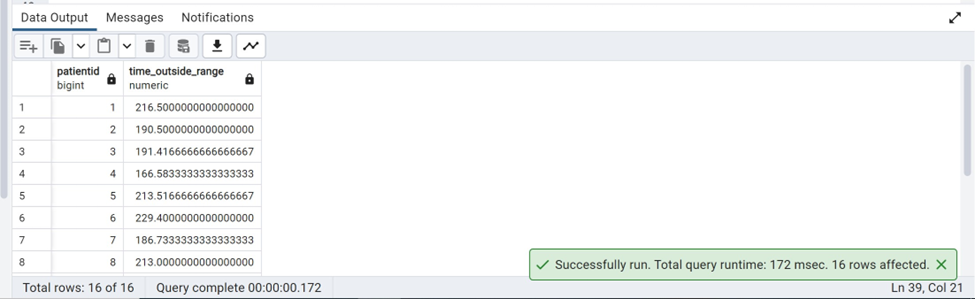 Data Output Messages Notifications
patientid time_outside_range
bigint numeric
1 1 216.5000000000000000
2 2 190.5000000000000000
3 3 191.4166666666666667
4 4 166.5833333333333333
5 5 213.5166666666666667
6 6 229.4000000000000000
7 7 186.7333333333333333
8 8 213.0000000000000000
Successfully run. Total query runtime: 172 msec. 16 rows affected.
Total rows: 16 of 16 Query complete 00:00:00.172 Ln 39, Col 21